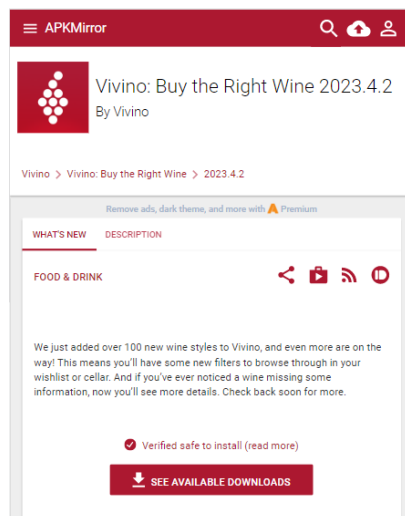 APKMirror
Vivino: Buy the Right Wine 2023.4.2
By Vivino
Vivino > Vivino: Buy the Right Wine > 2023.4.2
Remove ads, dark theme, and more with Premium
WHAT'S NEW DESCRIPTION
FOOD & DRINK
We just added over 100 new wine styles to Vivino, and even more are on the
way! This means you'll have some new filters to browse through in your
wishlist or cellar. And if you've ever noticed a wine missing some
information, now you'll see more details. Check back soon for more.
Verified safe to install (read more)
SEE AVAILABLE DOWNLOADS